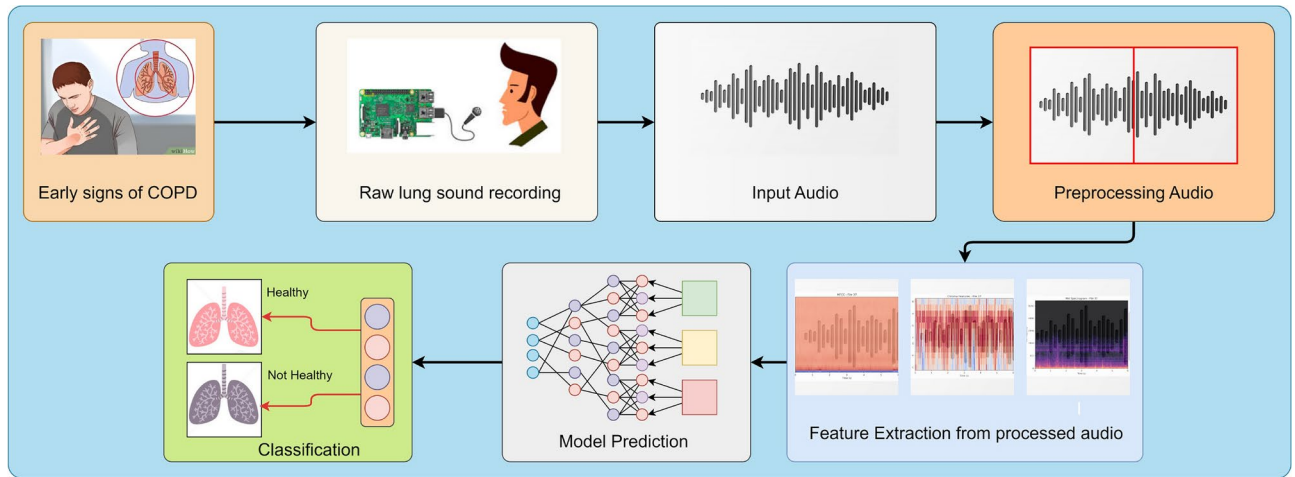 wikiHow
Early signs of COPD
Raw lung sound recording
Input Audio
Preprocessing Audio
Healthy
Not Healthy
Classification
Model Prediction
Feature Extraction from processed audio